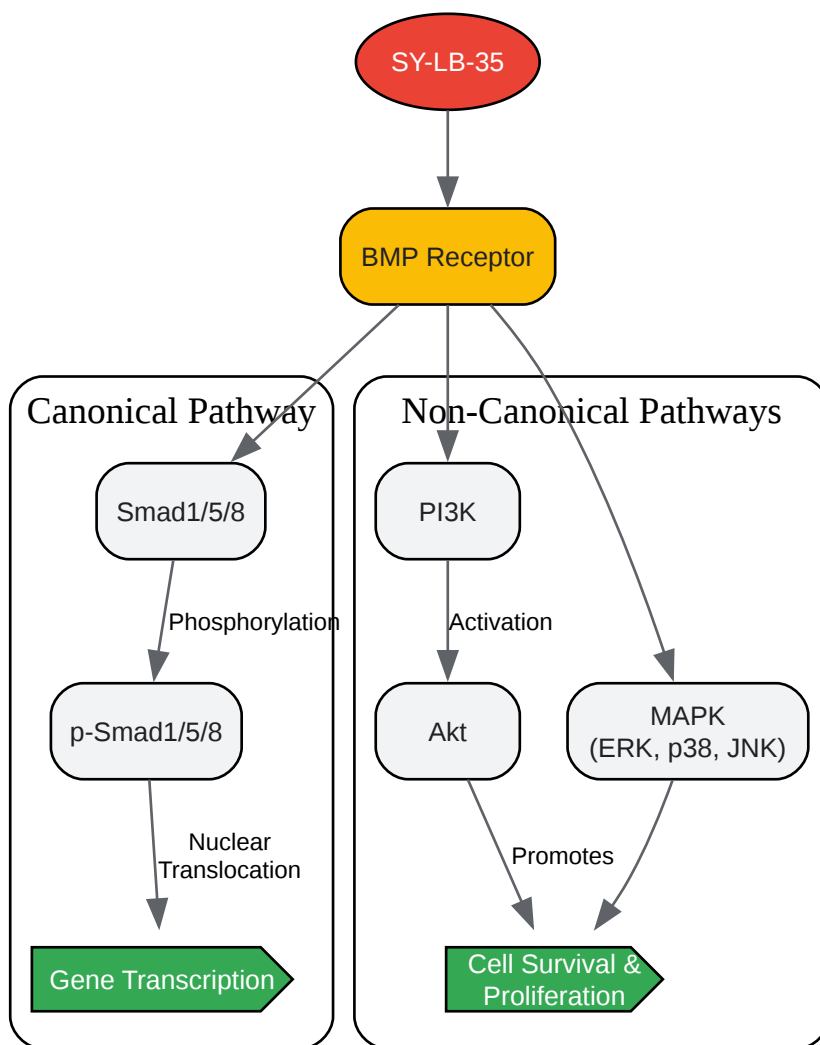 SY-LB-35
BMP Receptor
Canonical Pathway
Non-Canonical Pathways
Smad1/5/8
PI3K
Phosphorylation
Activation
p-Smad1/5/8
Akt
MAPK
(ERK, p38, JNK)
Nuclear
Translocation
Promotes
Gene Transcription
Cell Survival &
Proliferation